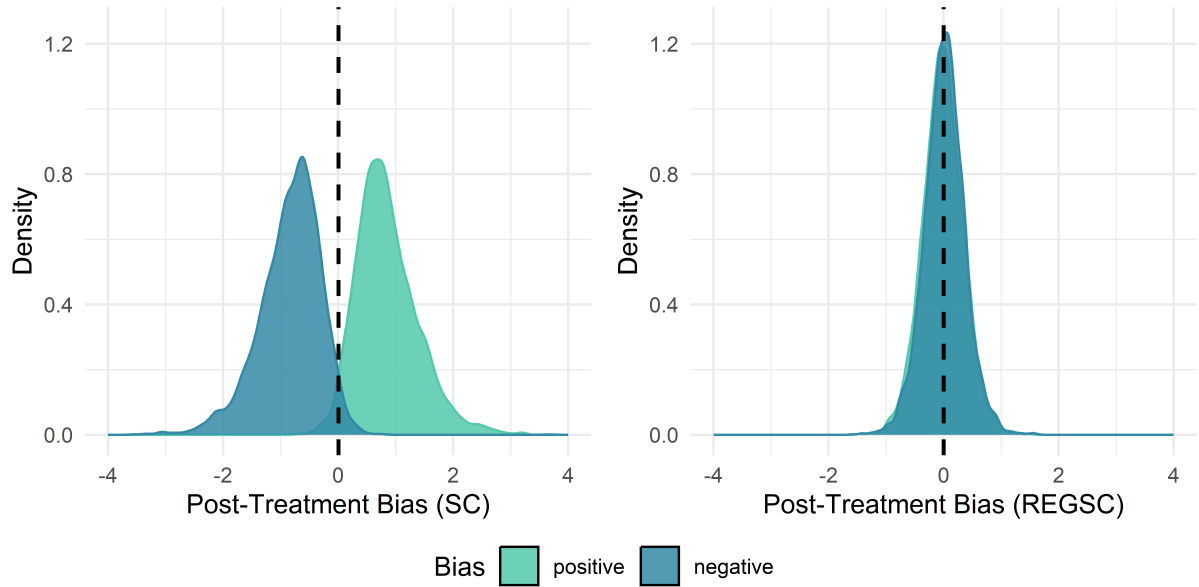 Density
1.2
0.8
0.4
0.0
-4 -2 0 2 4
Post-Treatment Bias (SC)
Density
1.2
0.8
0.4
0.0
-4 -2 0 2 4
Post-Treatment Bias (REGSC)
Bias positive negative